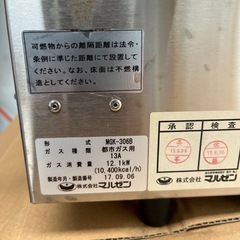 可燃物からの離隔距離は法令・
条例に準じた距離にて設置して
下さい。なお、床面は不燃構
造としてください。
形式 MGK-306B
ガス種類 都市ガス用
13A
ガス消費量 12.1kW
(10,400kcal/h)
製造年月・製造番号 17.09.06
株式会社 マルゼン
承認 検査
株式会社 マルゼン